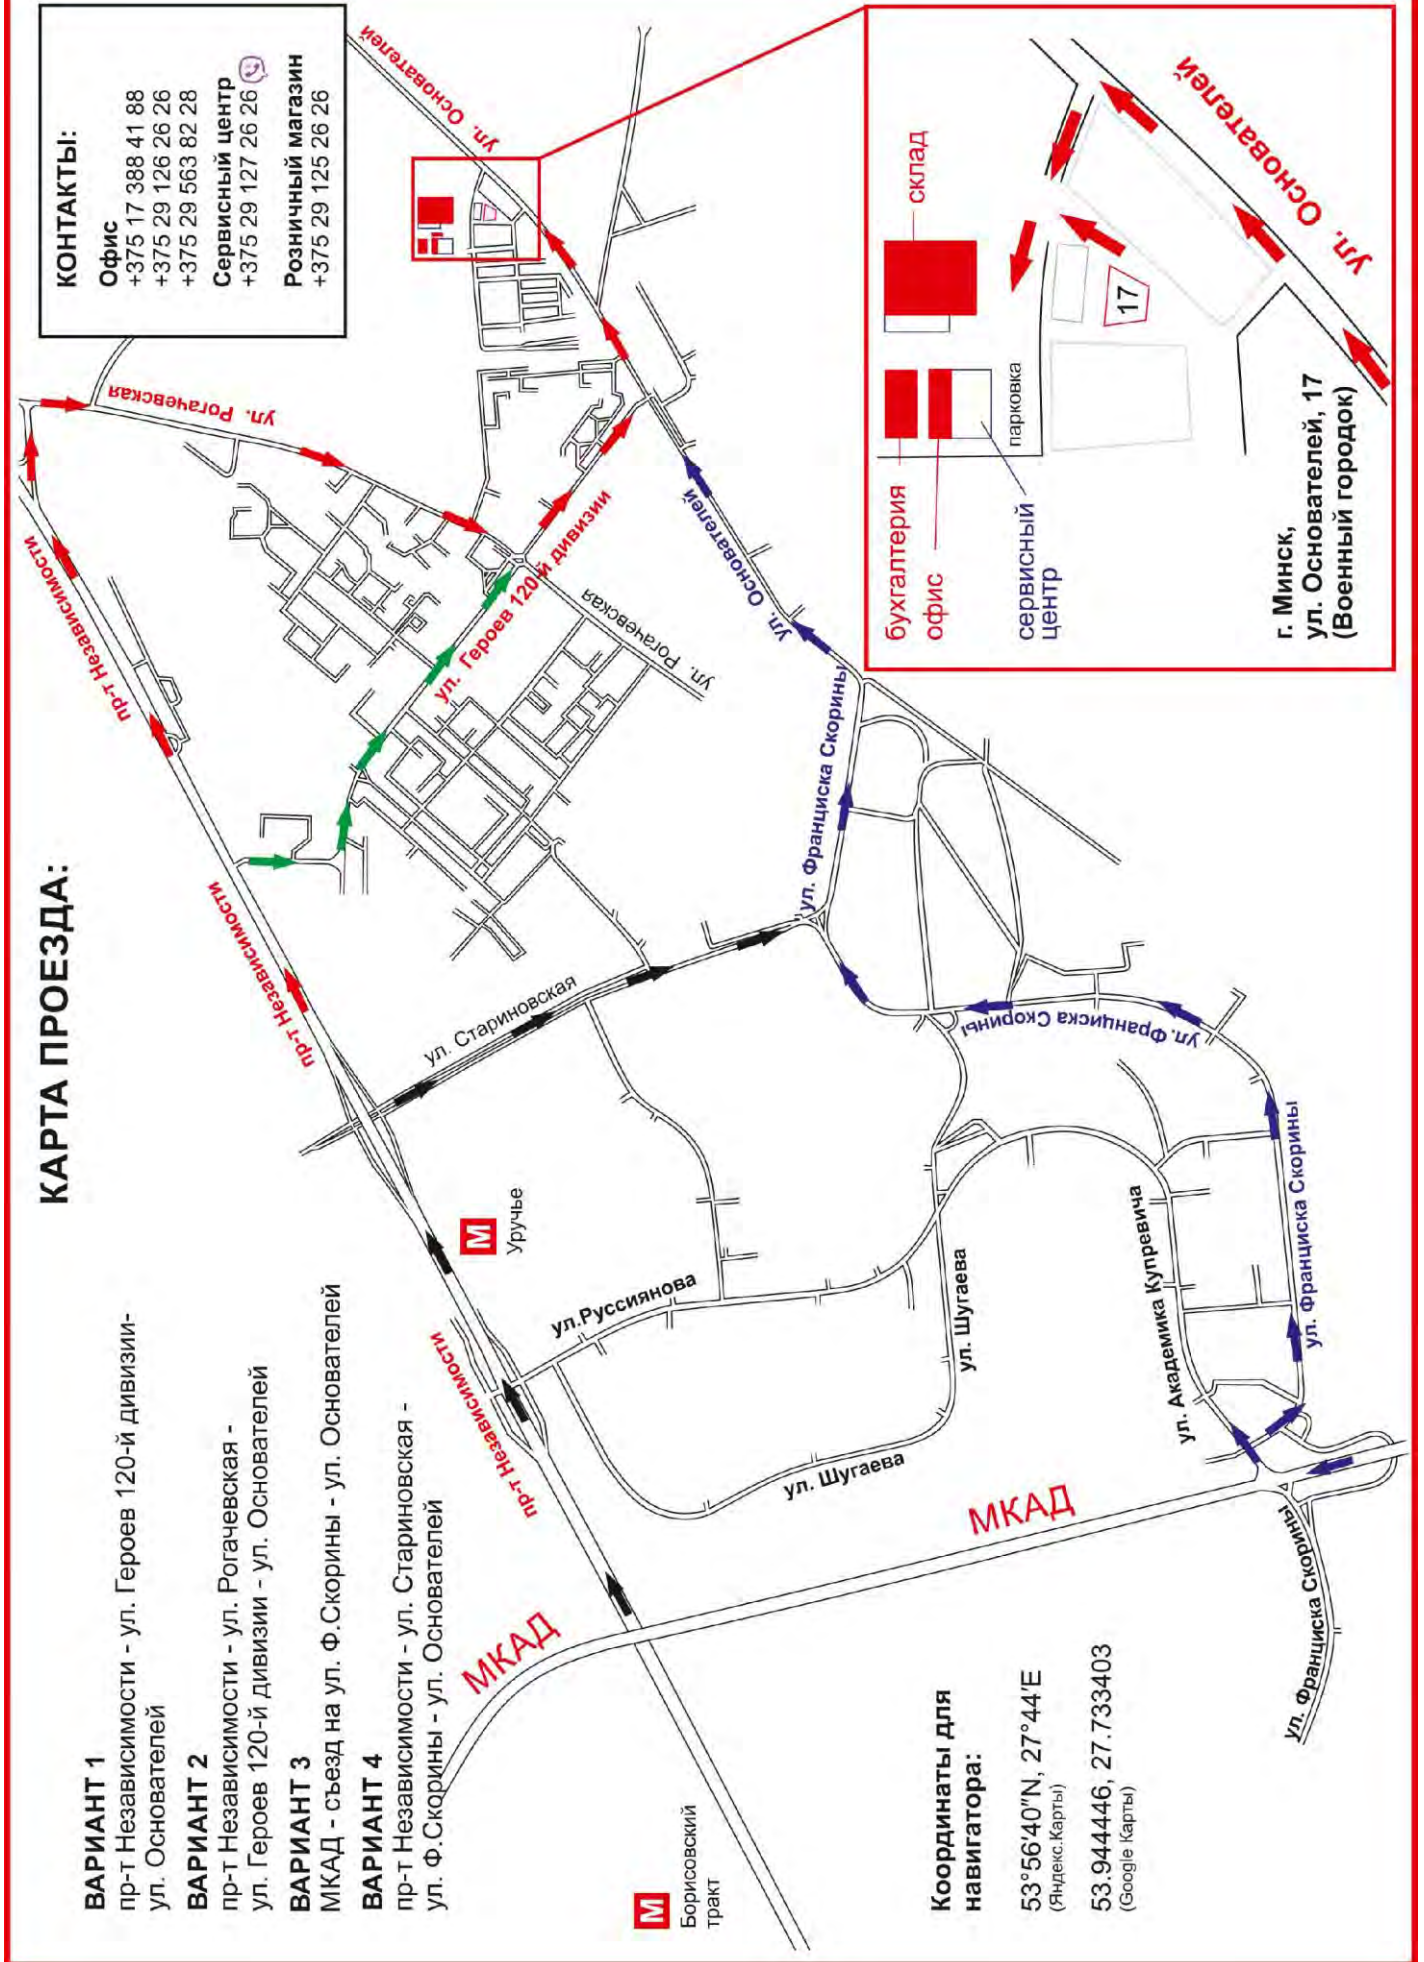 КАРТА ПРОЕЗДА:
ВАРИАНТ 1
пр-т Независимости - ул. Героев 120-й дивизии-
ул. Основателей
ВАРИАНТ 2
пр-т Независимости - ул. Рогачевская -
ул. Героев 120-й дивизии - ул. Основателей
ВАРИАНТ 3
МКАД - съезд на ул. Ф.Скорины - ул. Основателей
ВАРИАНТ 4
пр-т Независимости - ул. Стариновская -
ул. Ф.Скорины - ул. Основателей
КОНТАКТЫ:
Офис
+375 17 388 41 88
+375 29 126 26 26
+375 29 563 82 28
Сервисный центр
+375 29 127 26 26
Розничный магазин
+375 29 125 26 26
пр-т Независимости
пр-т Независимости
пр-т Независимости
пр-т Независимости
ул. Рогачевская
ул. Основателей
ул. Героев 120-й дивизии
ул. Рогачевская
ул. Стариновская
ул. Основателей
ул. Франциска Скорины
М
Уручье
ул.Руссиянова
ул. Шугаева
ул. Шугаева
ул. Франциска Скорины
ул. Академика Купревича
ул. Франциска Скорины
МКАД
МКАД
ул. Франциска Скорины
М
Борисовский
тракт
Координаты для
навигатора:
53°56'40"N, 27°44'E
(Яндекс.Карты)
53.944446, 27.733403
(Google Карты)
бухгалтерия
офис
склад
сервисный
центр
парковка
17
ул. Основателей
г. Минск,
ул. Основателей, 17
(Военный городок)